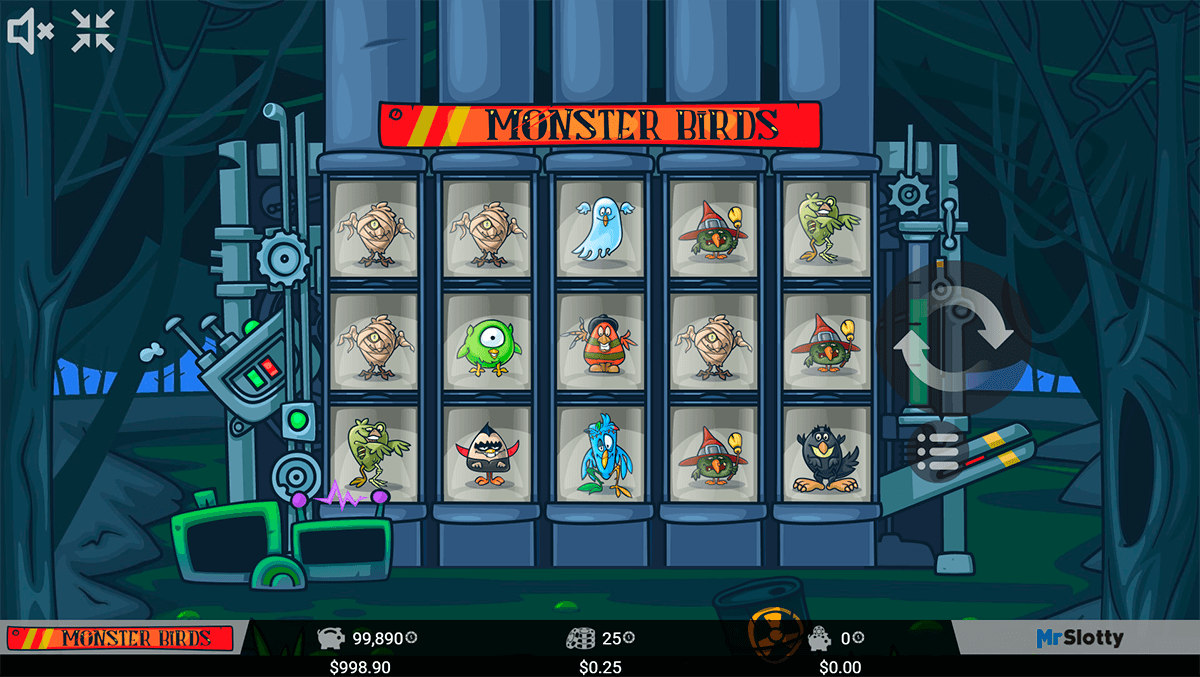 MONSTER BIRDS
MONSTER BIRDS
99,890
25
0
MrSlotty
$998.90
$0.25
$0.00